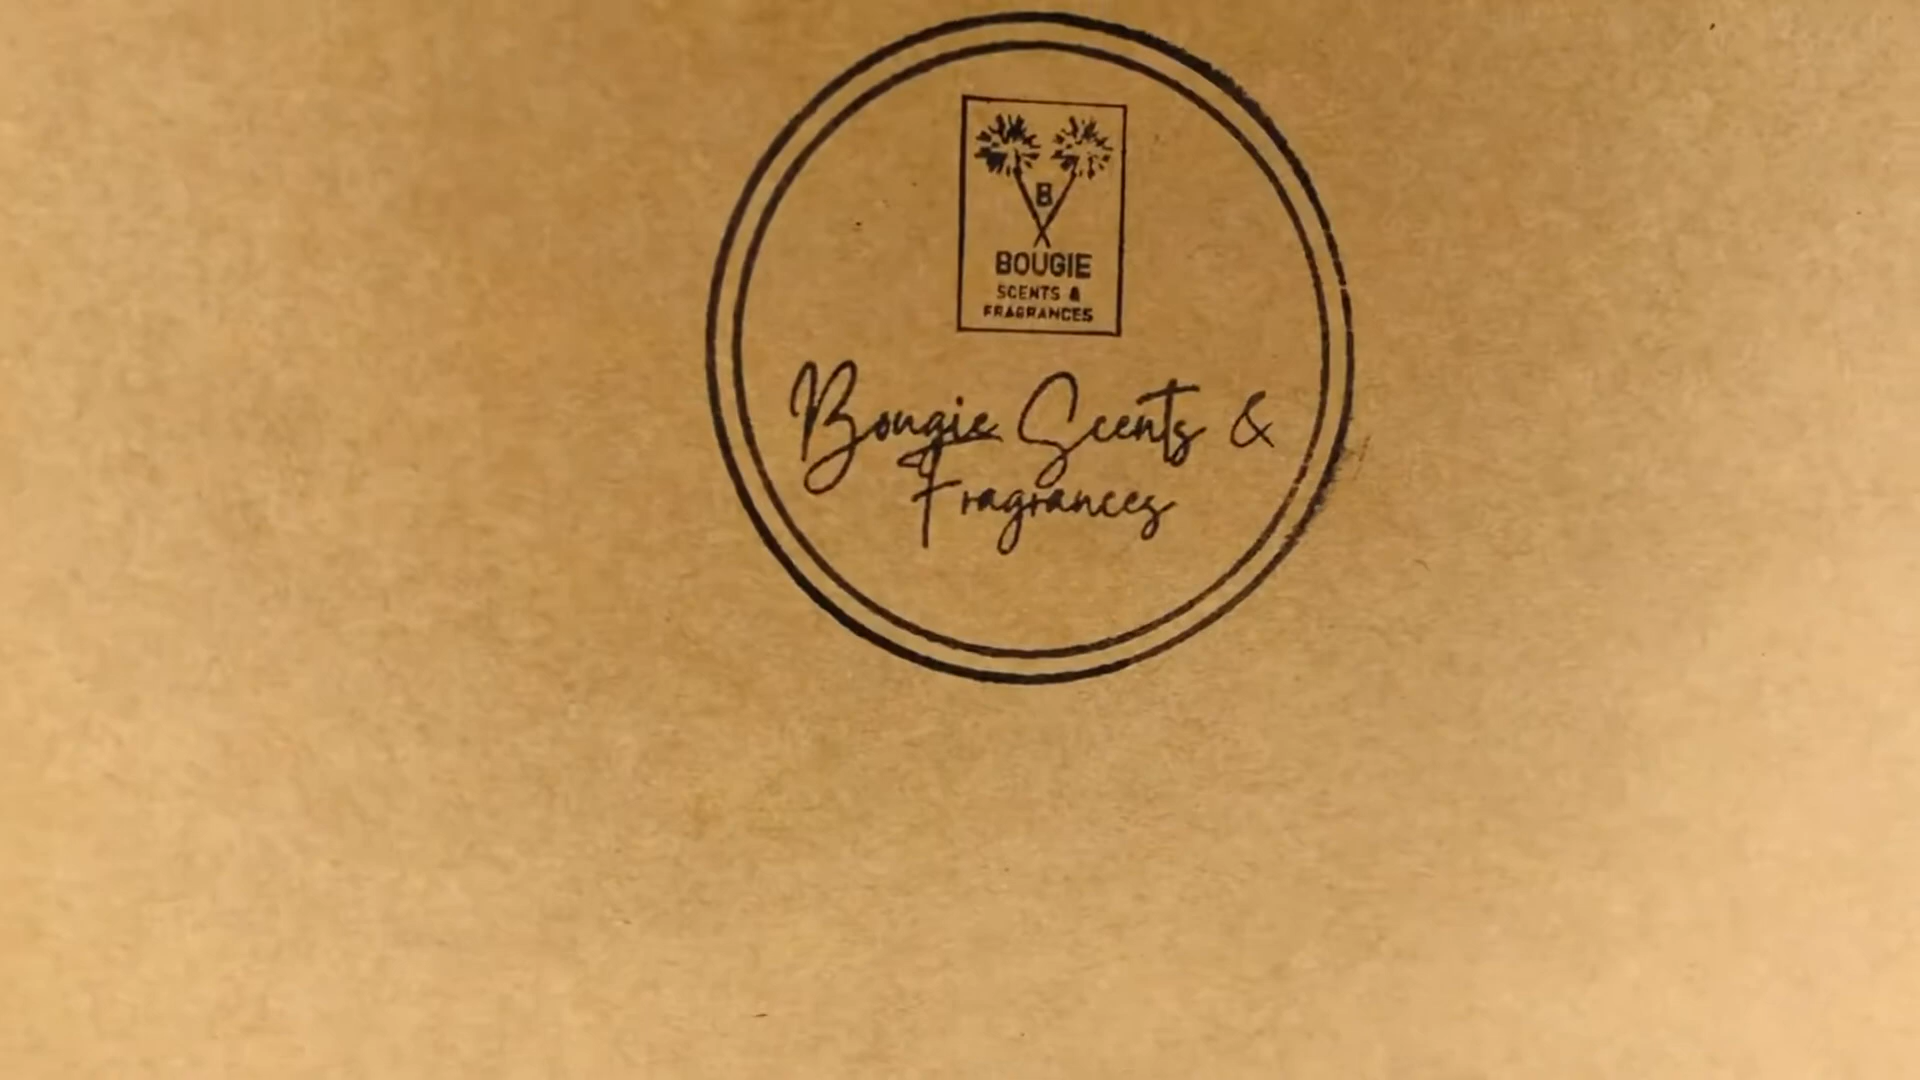 B
BOUGIE
SCENTS &
FRAGRANCES
Bougie Scents &
Fragrances